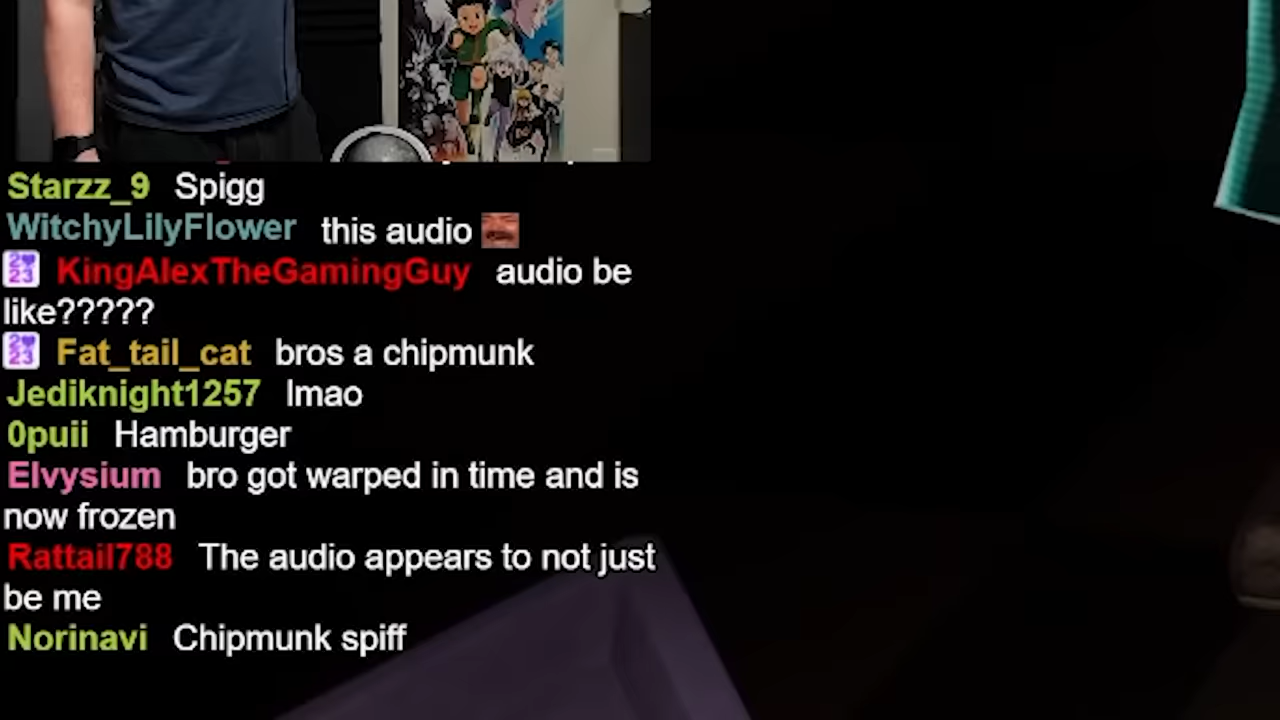 Starzz_9 Spigg
WitchyLilyFlower this audio
KingAlexTheGamingGuy audio be
like?????
Fat_tail_cat bros a chipmunk
Jediknight1257 lmao
0puii Hamburger
Elvysium bro got warped in time and is
now frozen
Rattail788 The audio appears to not just
be me
Norinavi Chipmunk spiff